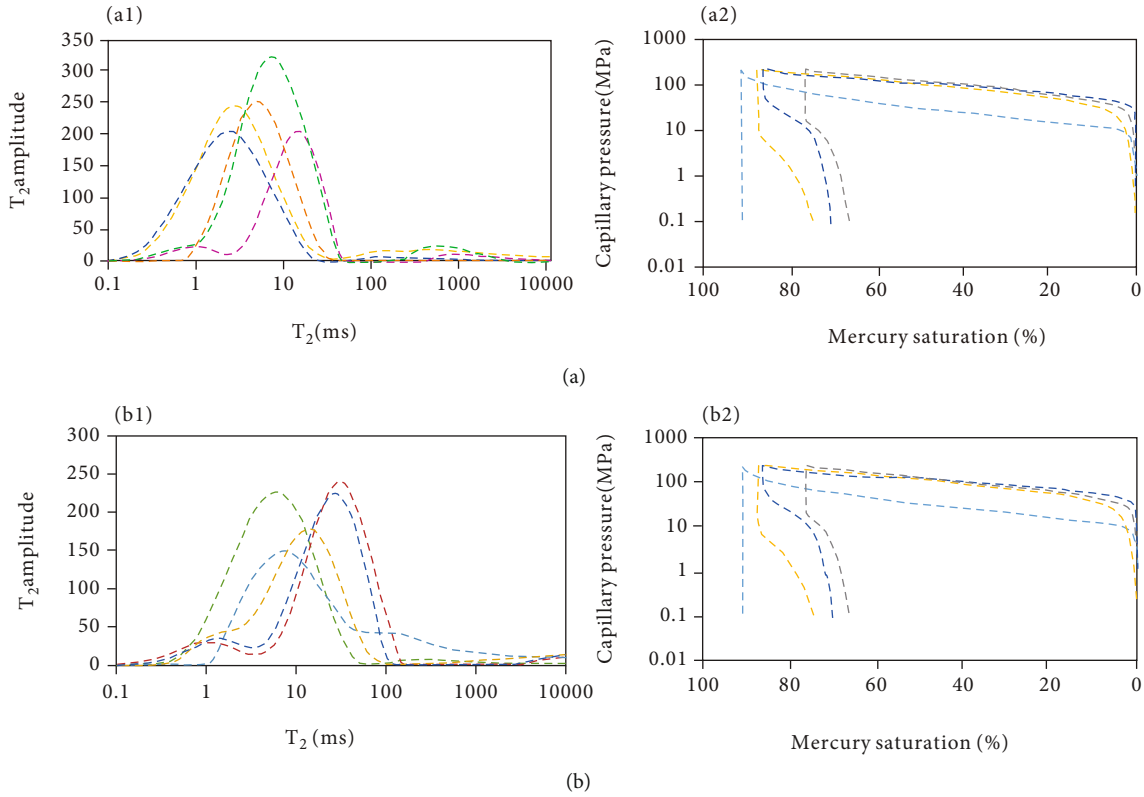 (a1)
350
300
250
200
150
100
50
0
T2amplitude
0.1 1 10 100 1000 10000
T2(ms)
(a2)
1000
100
10
1
0.1
0.01
Capillary pressure(MPa)
100 80 60 40 20 0
Mercury saturation (%)
(a)
(b1)
300
250
200
150
100
50
0
T2amplitude
0.1 1 10 100 1000 10000
T2 (ms)
(b2)
1000
100
10
1
0.1
0.01
Capillary pressure(MPa)
100 80 60 40 20 0
Mercury saturation (%)
(b)